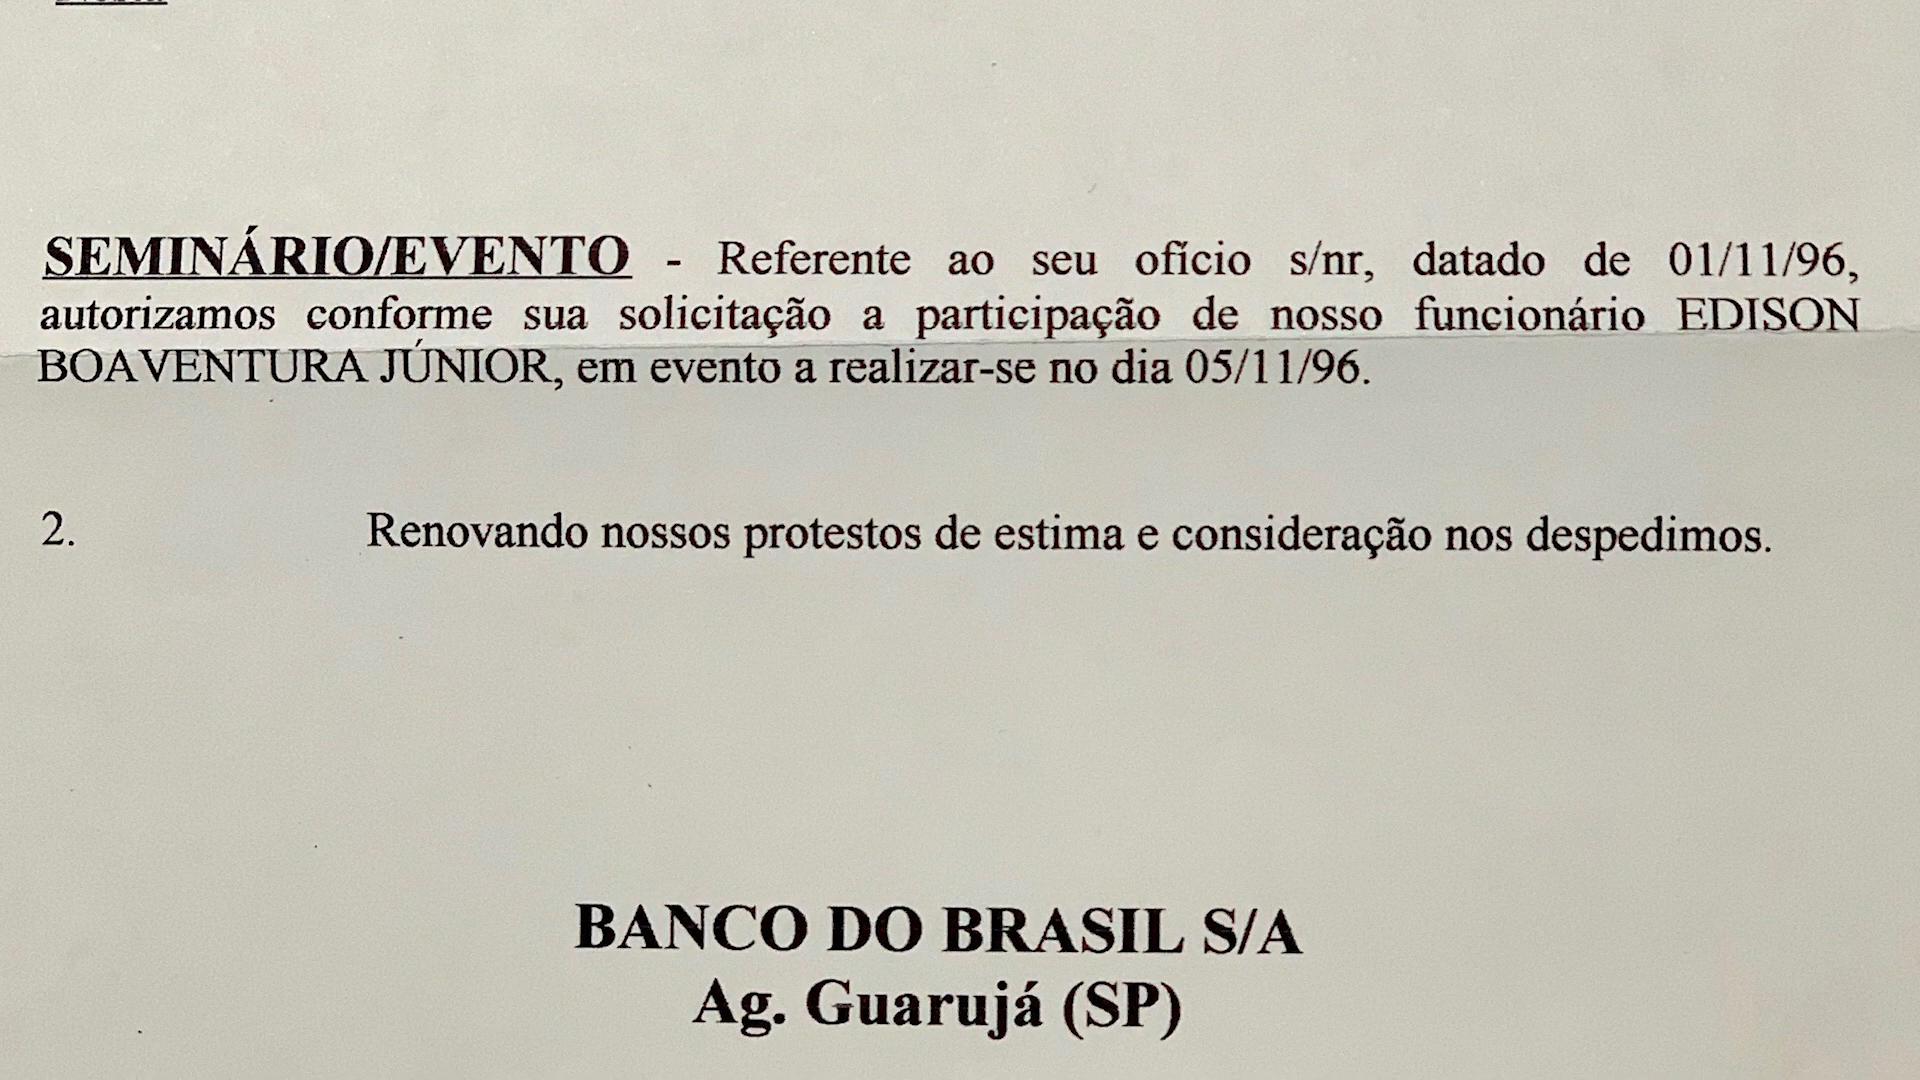 SEMINÁRIO/EVENTO - Referente ao seu ofício s/nr, datado de 01/11/96,
autorizamos conforme sua solicitação a participação de nosso funcionário EDISON
BOAVENTURA JÚNIOR, em evento a realizar-se no dia 05/11/96.
2. Renovando nossos protestos de estima e consideração nos despedimos.
BANCO DO BRASIL S/A
Ag. Guarujá (SP)